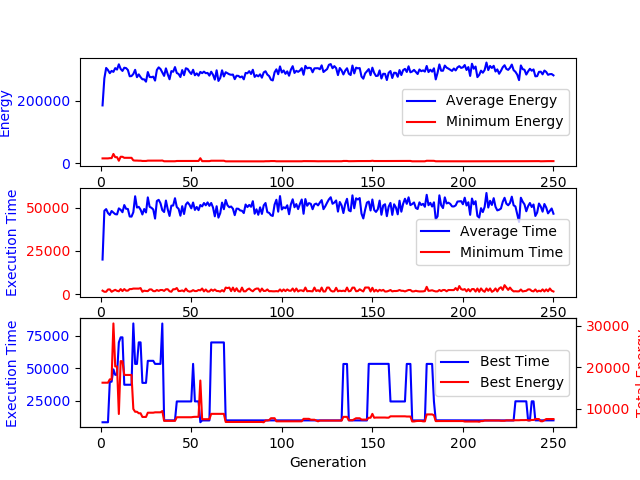 Energy
200000
0
Average Energy
Minimum Energy
0 50 100 150 200 250
Execution Time
50000
25000
0
Average Time
Minimum Time
0 50 100 150 200 250
Execution Time
75000
50000
25000
Best Time
Best Energy
30000
20000
10000
Total Energy
0 50 100 150 200 250
Generation